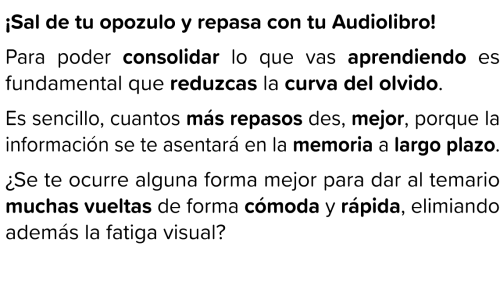 ¡Sal de tu opozulo y repasa con tu Audiolibro!
Para poder consolidar lo que vas aprendiendo es
fundamental que reduzcas la curva del olvido.
Es sencillo, cuantos más repasos des, mejor, porque la
información se te asentará en la memoria a largo plazo.
¿Se te ocurre alguna forma mejor para dar al temario
muchas vueltas de forma cómoda y rápida, elimiando
además la fatiga visual?